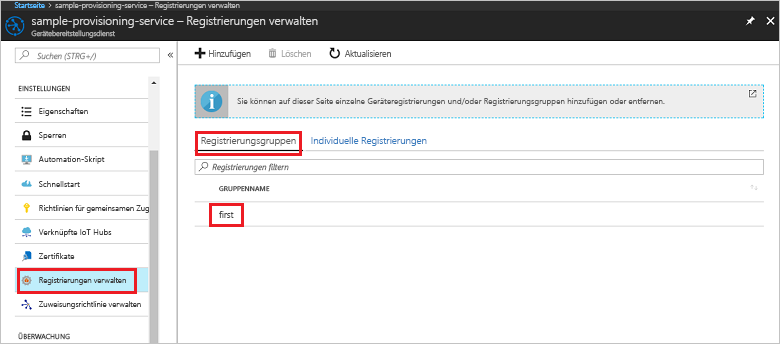 Startseite > sample-provisioning-service – Registrierungen verwalten
sample-provisioning-service – Registrierungen verwalten
Gerätebereitstellungsdienst
Suchen (STRG+/)
EINSTELLUNGEN
Eigenschaften
Sperren
Automation-Skript
Schnellstart
Richtlinien für gemeinsamen Zug
Verknüpfte IoT Hubs
Zertifikate
Registrierungen verwalten
Zuweisungsrichtlinie verwalten
ÜBERWACHUNG
Hinzufügen Löschen Aktualisieren
Sie können auf dieser Seite einzelne Geräteregistrierungen und/oder Registrierungsgruppen hinzufügen oder entfernen.
Registrierungsgruppen Individuelle Registrierungen
Registrierungen filtern
GRUPPENNAME
first